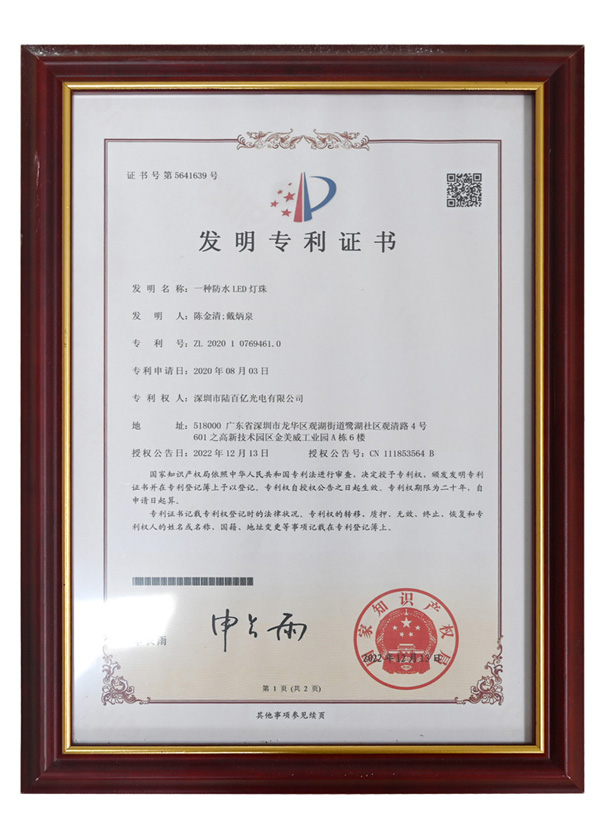 证书号第5641639号
发明专利证书
发明名称：一种防水LED灯珠
发明人：陈金清;戴炳泉
专利号：ZL 2020 1 0769461.0
专利申请日：2020年08月03日
专利权人：深圳市陆百亿光电有限公司
地址：518000 广东省深圳市龙华区观湖街道鹭湖社区观清路4号
601之高新技术园区金美威工业园A栋6楼
授权公告日：2022年12月13日 授权公告号：CN 111853564 B
国家知识产权局依照中华人民共和国专利法进行审查，决定授予专利权，颁发发明专利
证书并在专利登记簿上予以登记。专利权自授权公告之日起生效。专利权期限为二十年，自
申请日起算。
专利证书记载专利权登记时的法律状况。专利权的转移、质押、无效、终止、恢复和专
利权人的姓名或名称、国籍、地址变更等事项记载在专利登记簿上。
申长雨
国家知识产权局
2022年12月13日
第1页(共2页)
其他事项参见续页